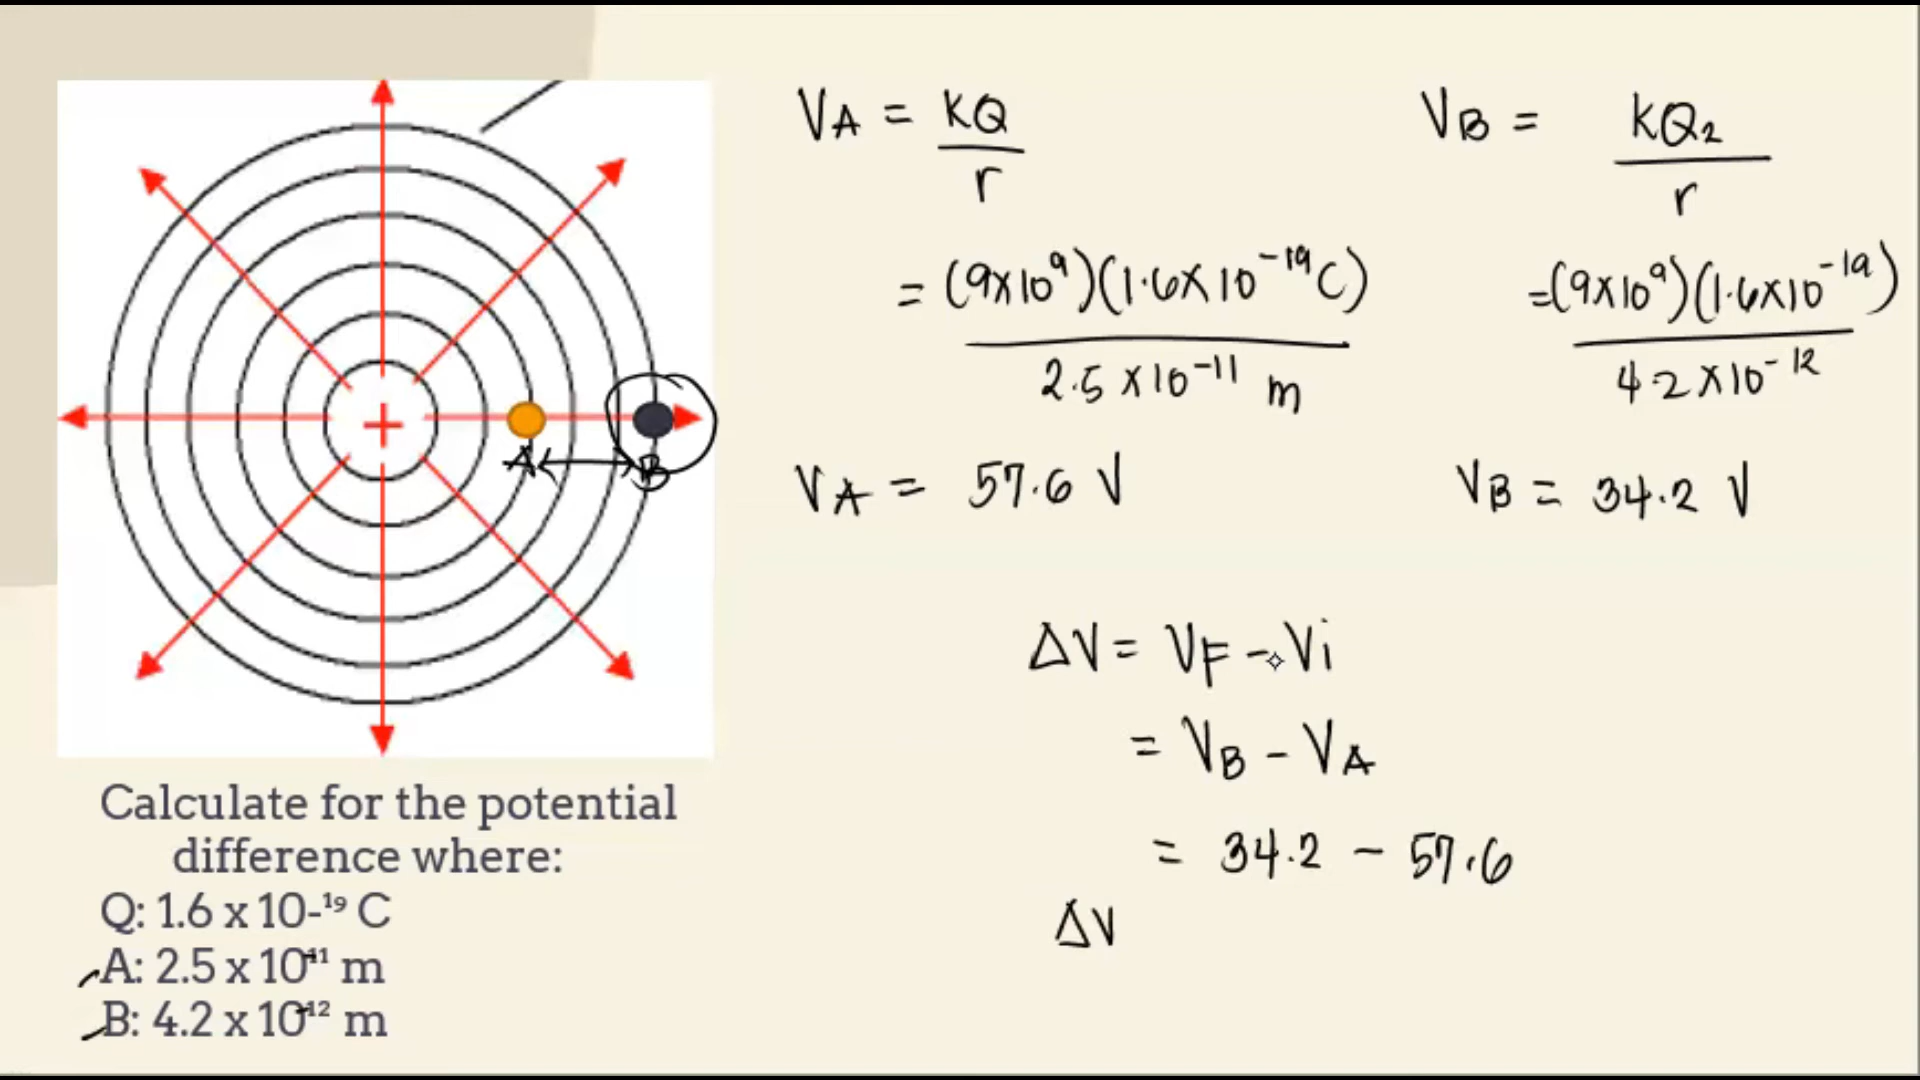 +
A B
Calculate for the potential
difference where:
Q: 1.6 x 10-¹⁹ C
A: 2.5 x 10⁻¹¹ m
B: 4.2 x 10⁻¹² m
VA = KQ
r
= (9x10⁹)(1.6x10⁻¹⁹C)
2.5 x10⁻¹¹ m
VA = 57.6 V
VB = KQ₂
r
=(9x10⁹)(1.6x10⁻¹⁹)
4.2 x10⁻¹²
VB = 34.2 V
ΔV = VF - Vi
= VB - VA
= 34.2 - 57.6
ΔV